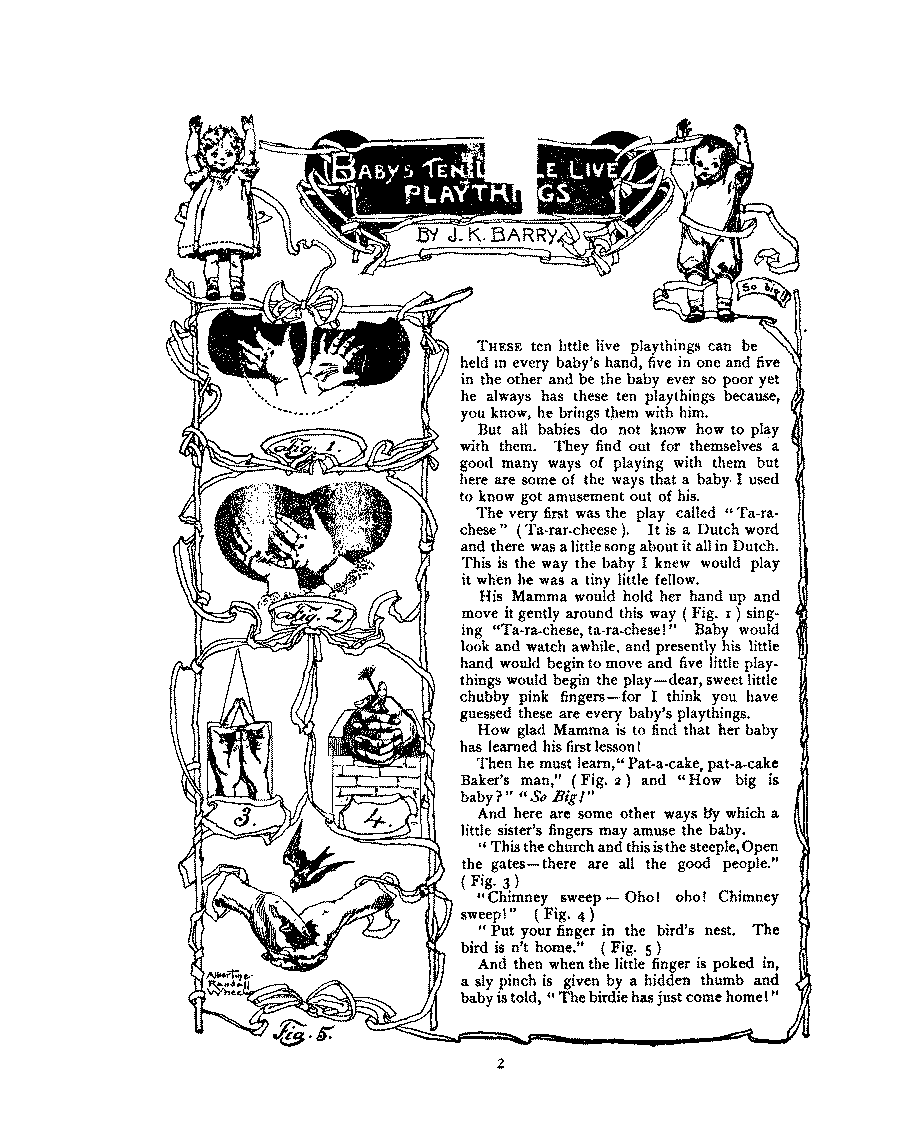 BABY'S TEN L LE LIVE
PLAYTHINGS
BY J. K. BARRY
So big!!
THESE ten little live playthings can be
held in every baby's hand, five in one and five
in the other and be the baby ever so poor yet
he always has these ten playthings because,
you know, he brings them with him.
But all babies do not know how to play
with them. They find out for themselves a
good many ways of playing with them but
here are some of the ways that a baby I used
to know got amusement out of his.
The very first was the play called "Ta-ra-
chese" (Ta-rar-cheese). It is a Dutch word
and there was a little song about it all in Dutch.
This is the way the baby I knew would play
it when he was a tiny little fellow.
His Mamma would hold her hand up and
move it gently around this way (Fig. 1) sing-
ing "Ta-ra-chese, ta-ra-chese!" Baby would
look and watch awhile, and presently his little
hand would begin to move and five little play-
things would begin the play—dear, sweet little
chubby pink fingers—for I think you have
guessed these are every baby's playthings.
How glad Mamma is to find that her baby
has learned his first lesson!
Then he must learn, "Pat-a-cake, pat-a-cake
Baker's man," (Fig. 2) and "How big is
baby?" "So Big!"
And here are some other ways by which a
little sister's fingers may amuse the baby.
"This the church and this is the steeple, Open
the gates—there are all the good people."
(Fig. 3)
"Chimney sweep—Oho! oho! Chimney
sweep!" (Fig. 4)
"Put your finger in the bird's nest. The
bird is n't home." (Fig. 5)
And then when the little finger is poked in,
a sly pinch is given by a hidden thumb and
baby is told, "The birdie has just come home!"
Fig. 1.
Fig. 2
3.
4.
Albertine
Randall
Wheelan
Fig. 5.
2